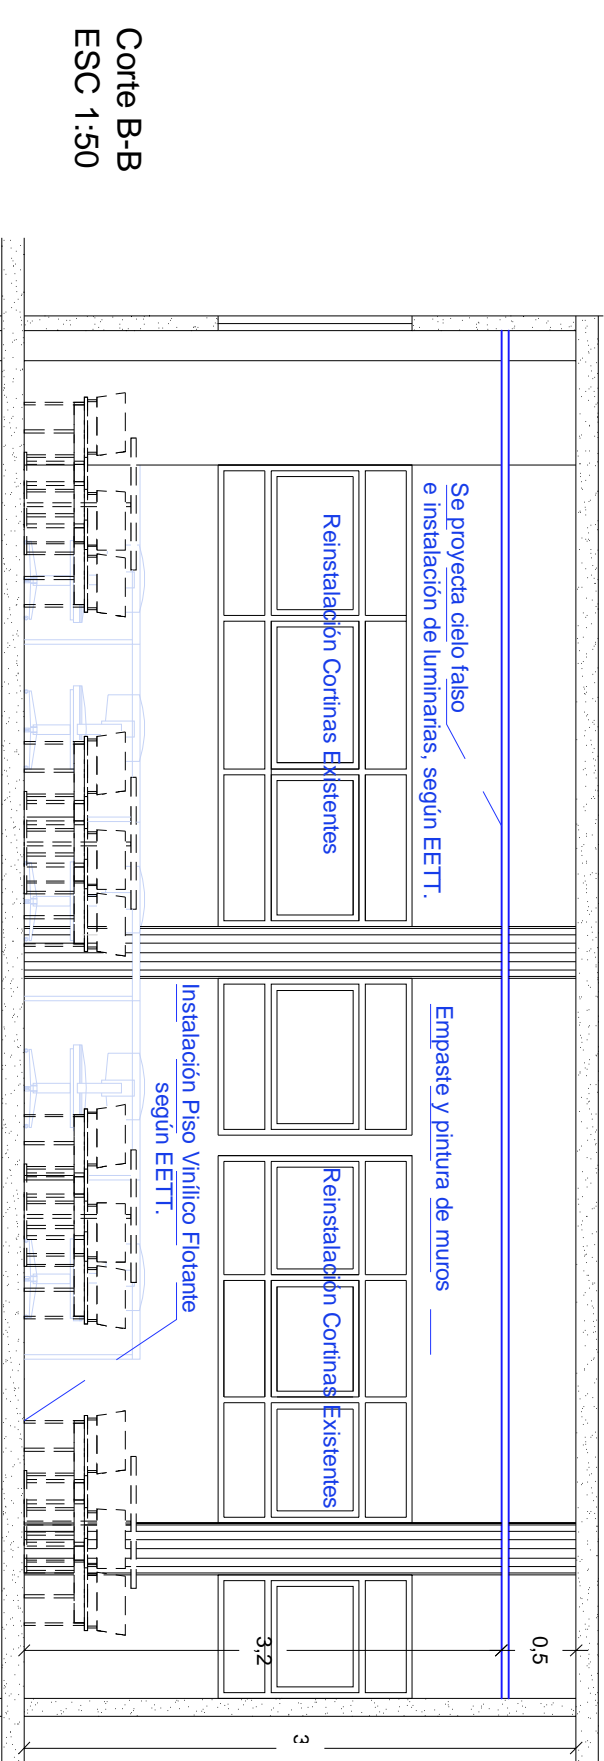 Corte B-B
ESC 1:50
Se proyecta cielo falso
e instalación de luminarias, según EETT.
Reinstalación Cortinas Existentes
Empaste y pintura de muros
Reinstalación Cortinas Existentes
Instalación Piso Vinílico Flotante
según EETT.
0,5
3,2
3